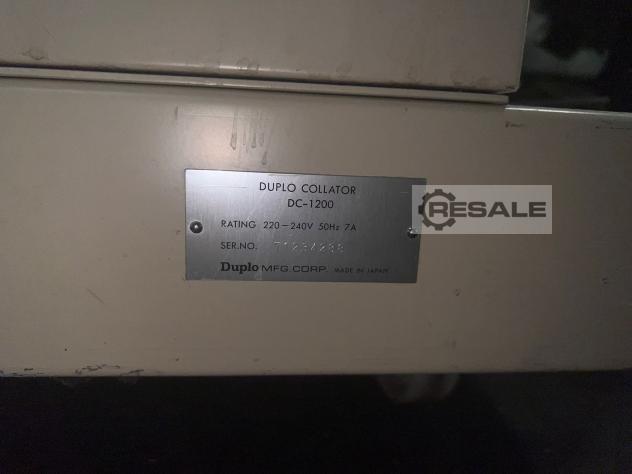 DUPLO COLLATOR
DC-1200
RATING 220-240V 50Hz 7A
SER.NO.
Duplo MFG. CORP. MADE IN JAPAN
RESALE